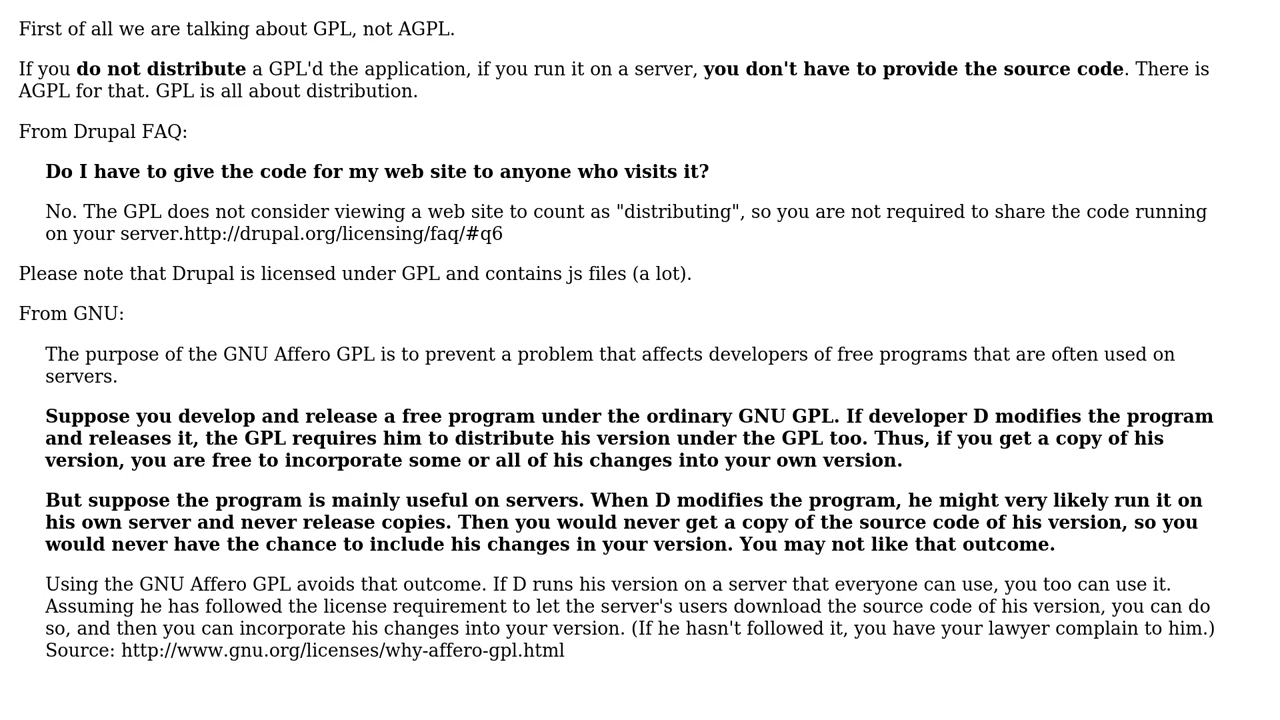 First of all we are talking about GPL, not AGPL.
If you do not distribute a GPL'd the application, if you run it on a server, you don't have to provide the source code. There is
AGPL for that. GPL is all about distribution.
From Drupal FAQ:
Do I have to give the code for my web site to anyone who visits it?
No. The GPL does not consider viewing a web site to count as "distributing", so you are not required to share the code running
on your server.http://drupal.org/licensing/faq/#q6
Please note that Drupal is licensed under GPL and contains js files (a lot).
From GNU:
The purpose of the GNU Affero GPL is to prevent a problem that affects developers of free programs that are often used on
servers.
Suppose you develop and release a free program under the ordinary GNU GPL. If developer D modifies the program
and releases it, the GPL requires him to distribute his version under the GPL too. Thus, if you get a copy of his
version, you are free to incorporate some or all of his changes into your own version.
But suppose the program is mainly useful on servers. When D modifies the program, he might very likely run it on
his own server and never release copies. Then you would never get a copy of the source code of his version, so you
would never have the chance to include his changes in your version. You may not like that outcome.
Using the GNU Affero GPL avoids that outcome. If D runs his version on a server that everyone can use, you too can use it.
Assuming he has followed the license requirement to let the server's users download the source code of his version, you can do
so, and then you can incorporate his changes into your version. (If he hasn't followed it, you have your lawyer complain to him.)
Source: http://www.gnu.org/licenses/why-affero-gpl.html